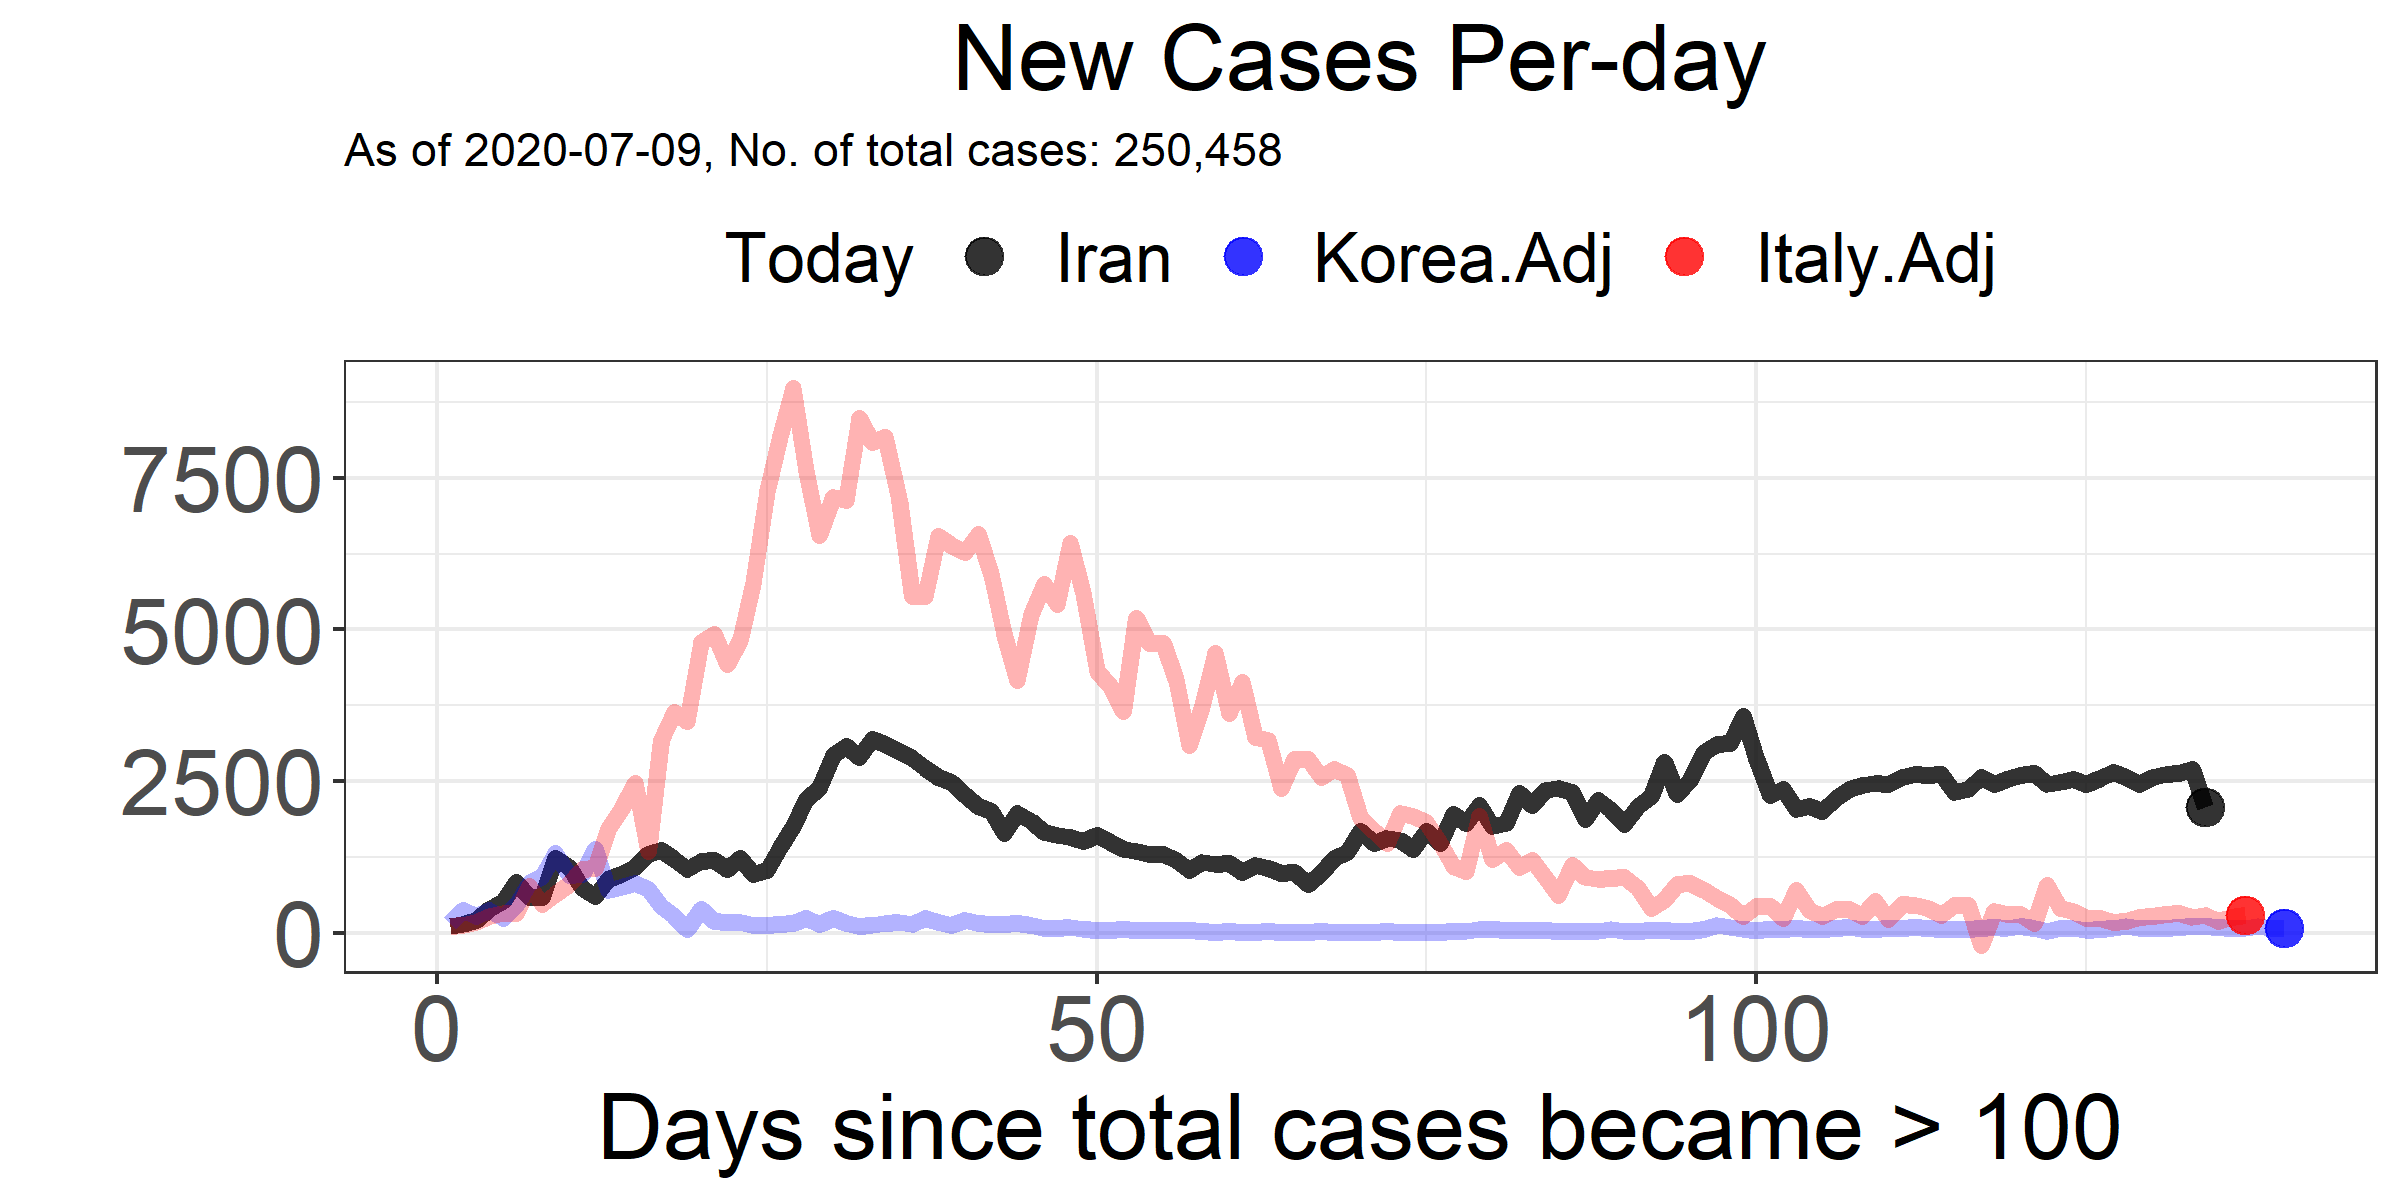 New Cases Per-day
As of 2020-07-09, No. of total cases: 250,458
Today Iran Korea.Adj Italy.Adj
7500
5000
2500
0
0 50 100
Days since total cases became > 100